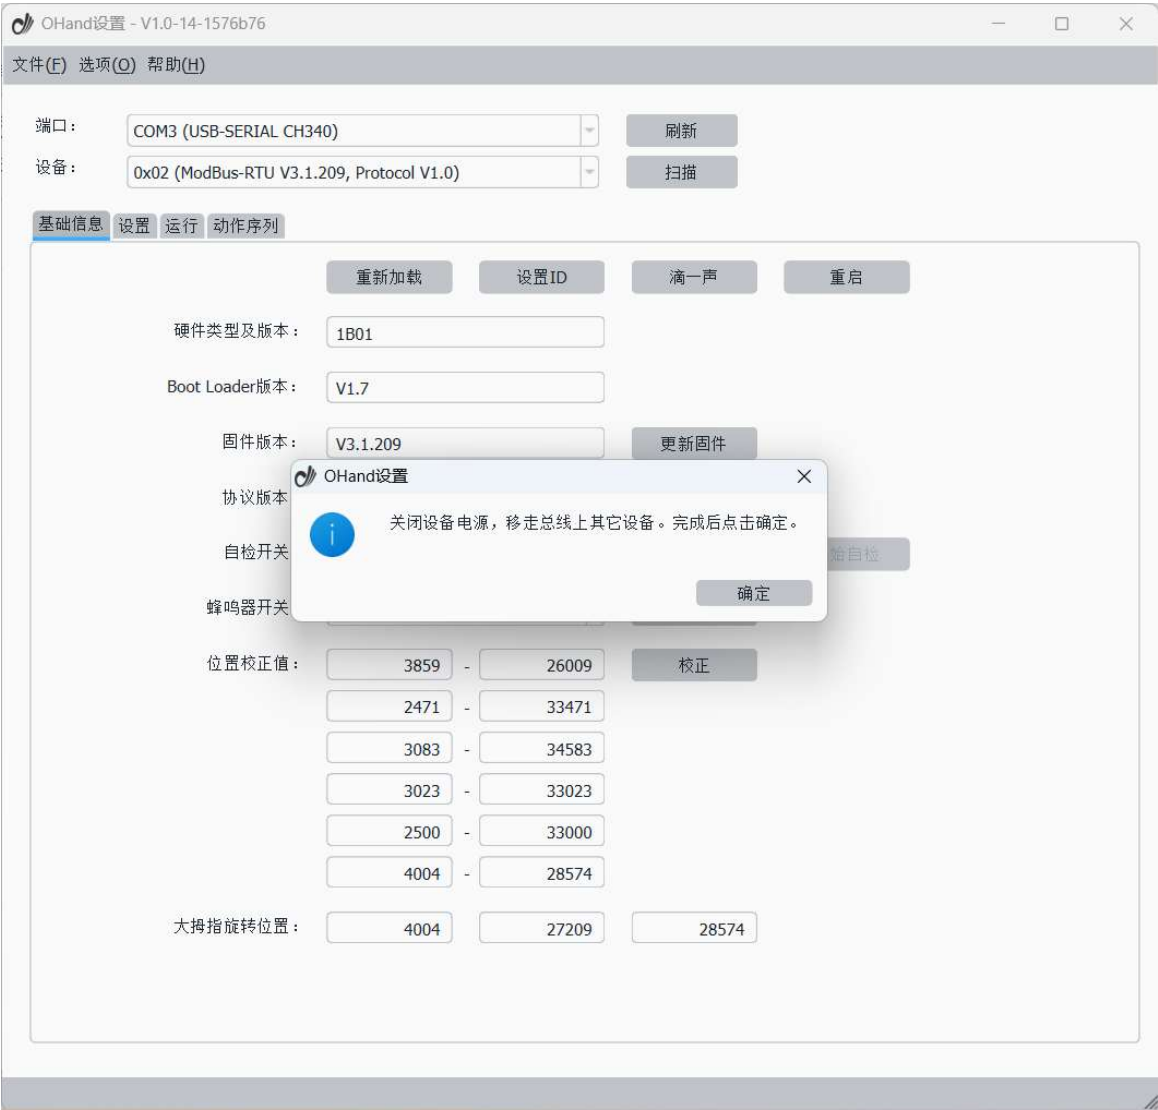 OHand设置 - V1.0-14-1576b76
文件(F) 选项(O) 帮助(H)
端口： COM3 (USB-SERIAL CH340) 刷新
设备： 0x02 (ModBus-RTU V3.1.209, Protocol V1.0) 扫描
基础信息 设置 运行 动作序列
重新加载 设置ID 滴一声 重启
硬件类型及版本： 1B01
Boot Loader版本： V1.7
固件版本： V3.1.209 更新固件
OHand设置
协议版本
关闭设备电源，移走总线上其它设备。完成后点击确定。
自检开关 始自检
确定
蜂鸣器开关
位置校正值： 3859 - 26009 校正
2471 - 33471
3083 - 34583
3023 - 33023
2500 - 33000
4004 - 28574
大拇指旋转位置： 4004 27209 28574